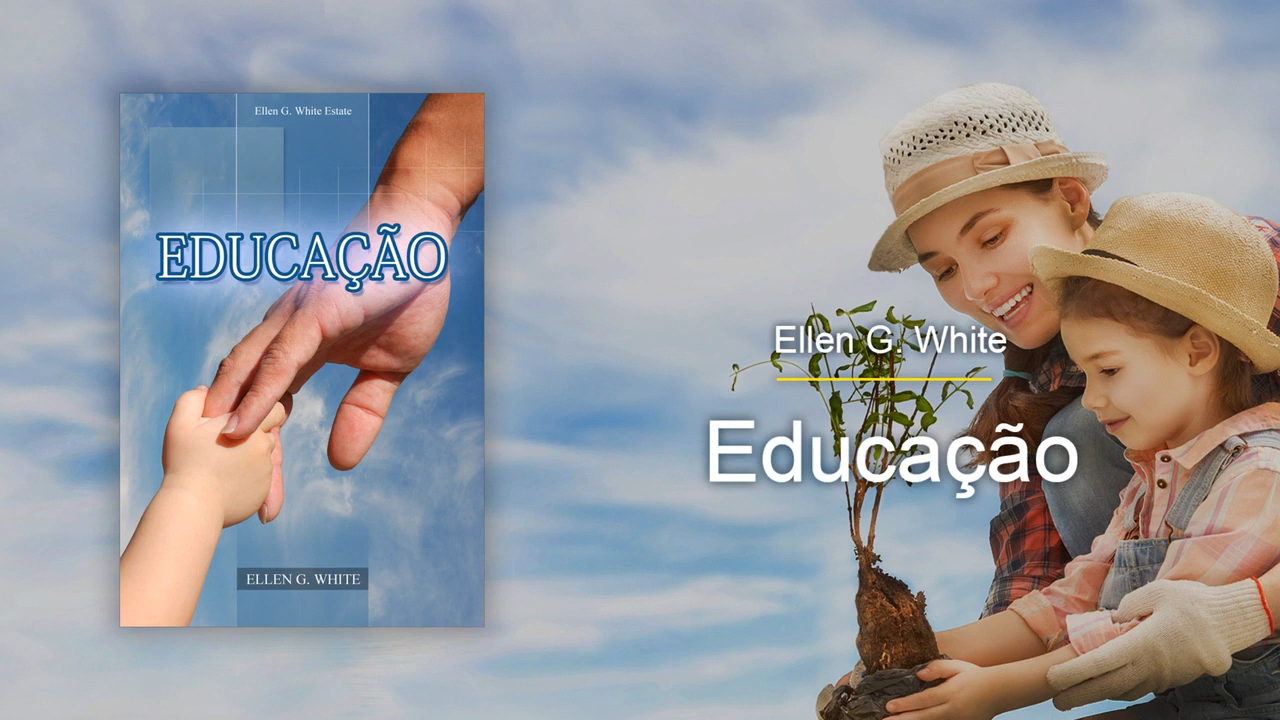 Ellen G. White Estate
EDUCAÇÃO
ELLEN G. WHITE
Ellen G. White
Educação